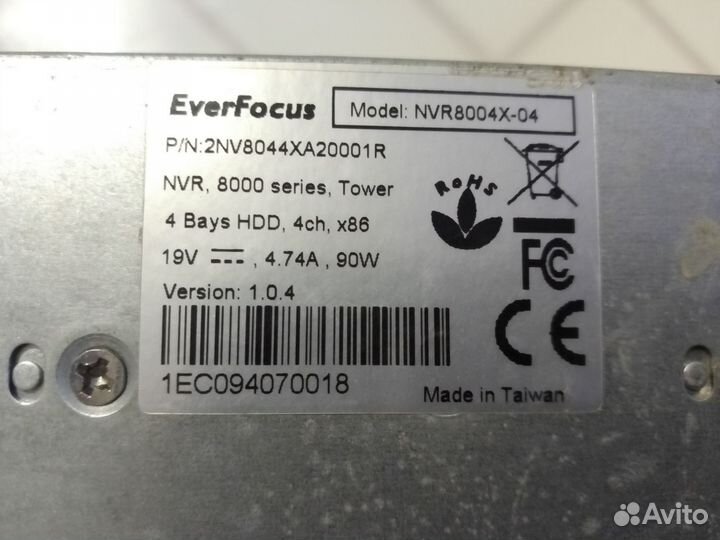 EverFocus
Model: NVR8004X-04
P/N:2NV8044XA20001R
NVR, 8000 series, Tower
4 Bays HDD, 4ch, x86
19V ⎓, 4.74A, 90W
Version: 1.0.4
1EC094070018
Made in Taiwan
RoHS
FC
CE
Avito